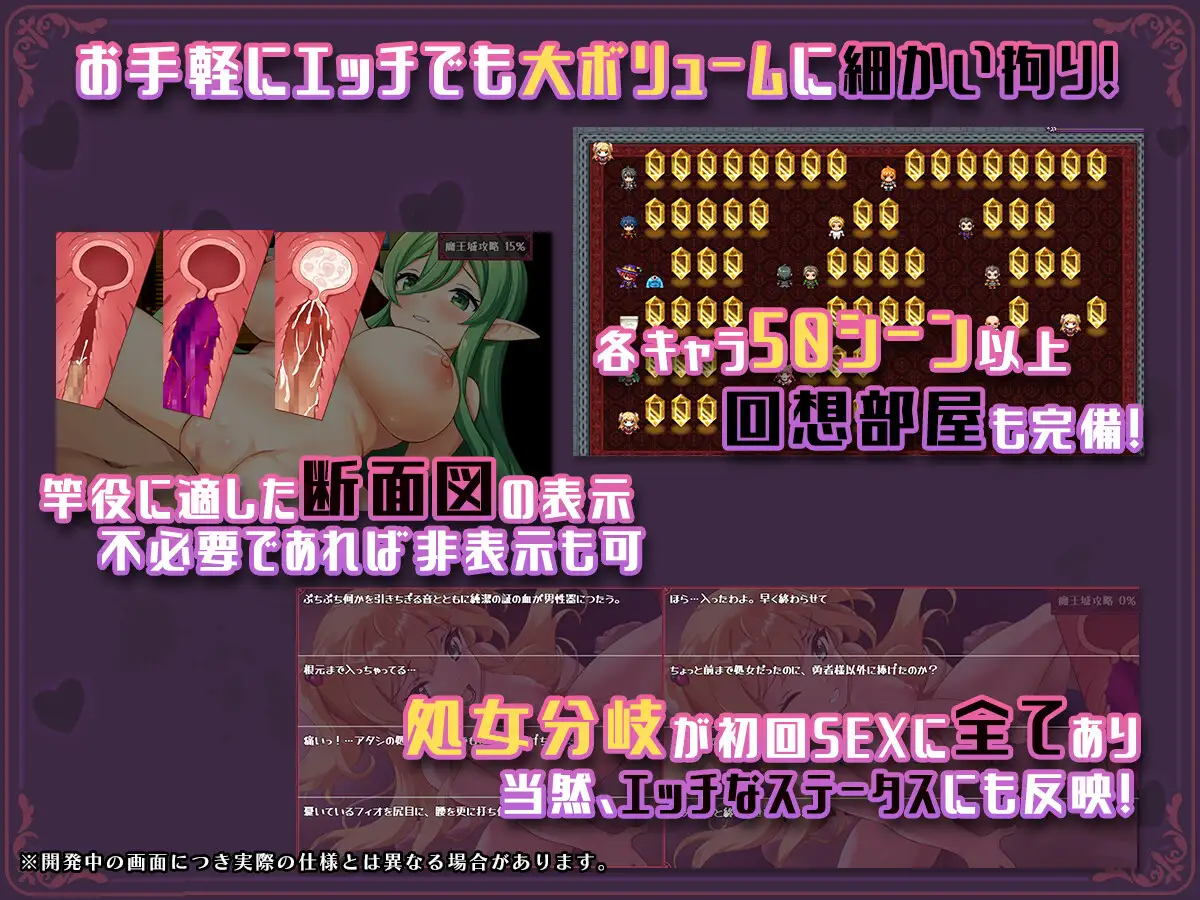 お手軽にエッチでも大ボリュームに細かい拘り!
魔王城攻略 15%
各キャラ50シーン以上
回想部屋も完備!
竿役に適した断面図の表示
不必要であれば非表示も可
ぷちぷち何かを引きちぎる音とともに純潔の証の血が男性器につたう。
ほら…入ったわよ。早く終わらせて
魔王城攻略 0%
根元まで入っちゃってる…
ちょっと前まで処女だったのに、勇者様以外に捧げたのか?
痛いっ!…アタシの処
処女分岐が初回SEXに全てあり
当然、エッチなステータスにも反映!
憂いているフィオを尻目に、腰を更に打ち
※開発中の画面につき実際の仕様とは異なる場合があります。